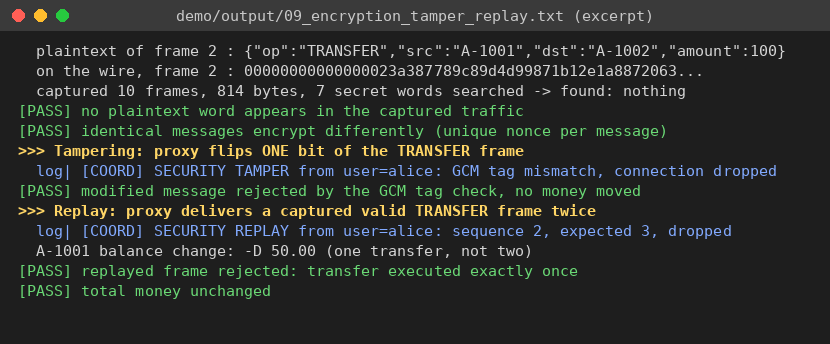 demo/output/09_encryption_tamper_replay.txt (excerpt)
plaintext of frame 2 : {"op":"TRANSFER","src":"A-1001","dst":"A-1002","amount":100}
on the wire, frame 2 : 00000000000000023a387789c89d4d99871b12e1a8872063...
captured 10 frames, 814 bytes, 7 secret words searched -> found: nothing
[PASS] no plaintext word appears in the captured traffic
[PASS] identical messages encrypt differently (unique nonce per message)
>>> Tampering: proxy flips ONE bit of the TRANSFER frame
log| [COORD] SECURITY TAMPER from user=alice: GCM tag mismatch, connection dropped
[PASS] modified message rejected by the GCM tag check, no money moved
>>> Replay: proxy delivers a captured valid TRANSFER frame twice
log| [COORD] SECURITY REPLAY from user=alice: sequence 2, expected 3, dropped
A-1001 balance change: -D 50.00 (one transfer, not two)
[PASS] replayed frame rejected: transfer executed exactly once
[PASS] total money unchanged